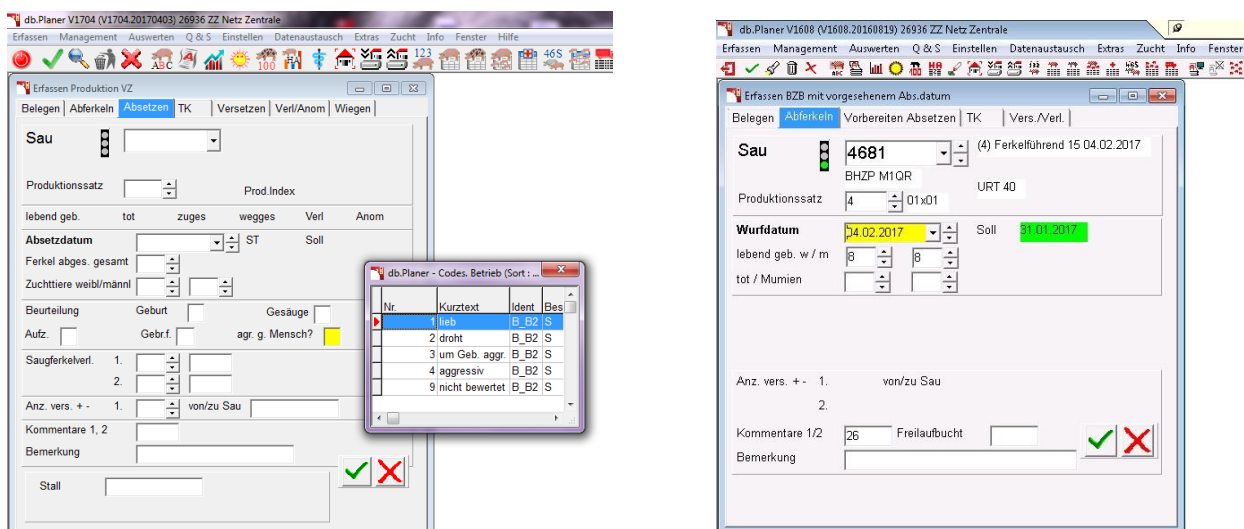 db.Planer V1704 (V1704.20170403) 26936 ZZ Netz Zentrale
Erfassen Management Auswerten Q & S Einstellen Datenaustausch Extras Zucht Info Fenster Hilfe
ABC 100 123 46S
Erfassen Produktion VZ
Belegen Abferkeln Absetzen TK Versetzen Verl/Anom Wiegen
Sau
Produktionssatz Prod.Index
lebend geb. tot zuges wegges Verl Anom
Absetzdatum ST Soll
Ferkel abges. gesamt
Zuchttiere weibl/männl
Beurteilung Geburt Gesäuge
Aufz. Gebr.f. agr. g. Mensch?
Saugferkelverl. 1.
2.
Anz. vers. + - 1. von/zu Sau
Kommentare 1, 2
Bemerkung
Stall
db.Planer - Codes. Betrieb (Sort : ...
Nr. Kurztext Ident Bes
1 lieb B_B2 S
2 droht B_B2 S
3 um Geb. aggr. B_B2 S
4 aggressiv B_B2 S
9 nicht bewertet B_B2 S
db.Planer V1608 (V1608.20160819) 26936 ZZ Netz Zentrale
Erfassen Management Auswerten Q & S Einstellen Datenaustausch Extras Zucht Info Fenster
Erfassen BZB mit vorgesehenem Abs.datum
Belegen Abferkeln Vorbereiten Absetzen TK Vers./Verl.
Sau 4681 (4) Ferkelführend 15 04.02.2017
BHZP M1QR
URT 40
Produktionssatz 4 01x01
Wurfdatum 04.02.2017 Soll 31.01.2017
lebend geb. w / m 8 8
tot / Mumien
Anz. vers. + - 1. von/zu Sau
2.
Kommentare 1/2 26 Freilaufbucht
Bemerkung